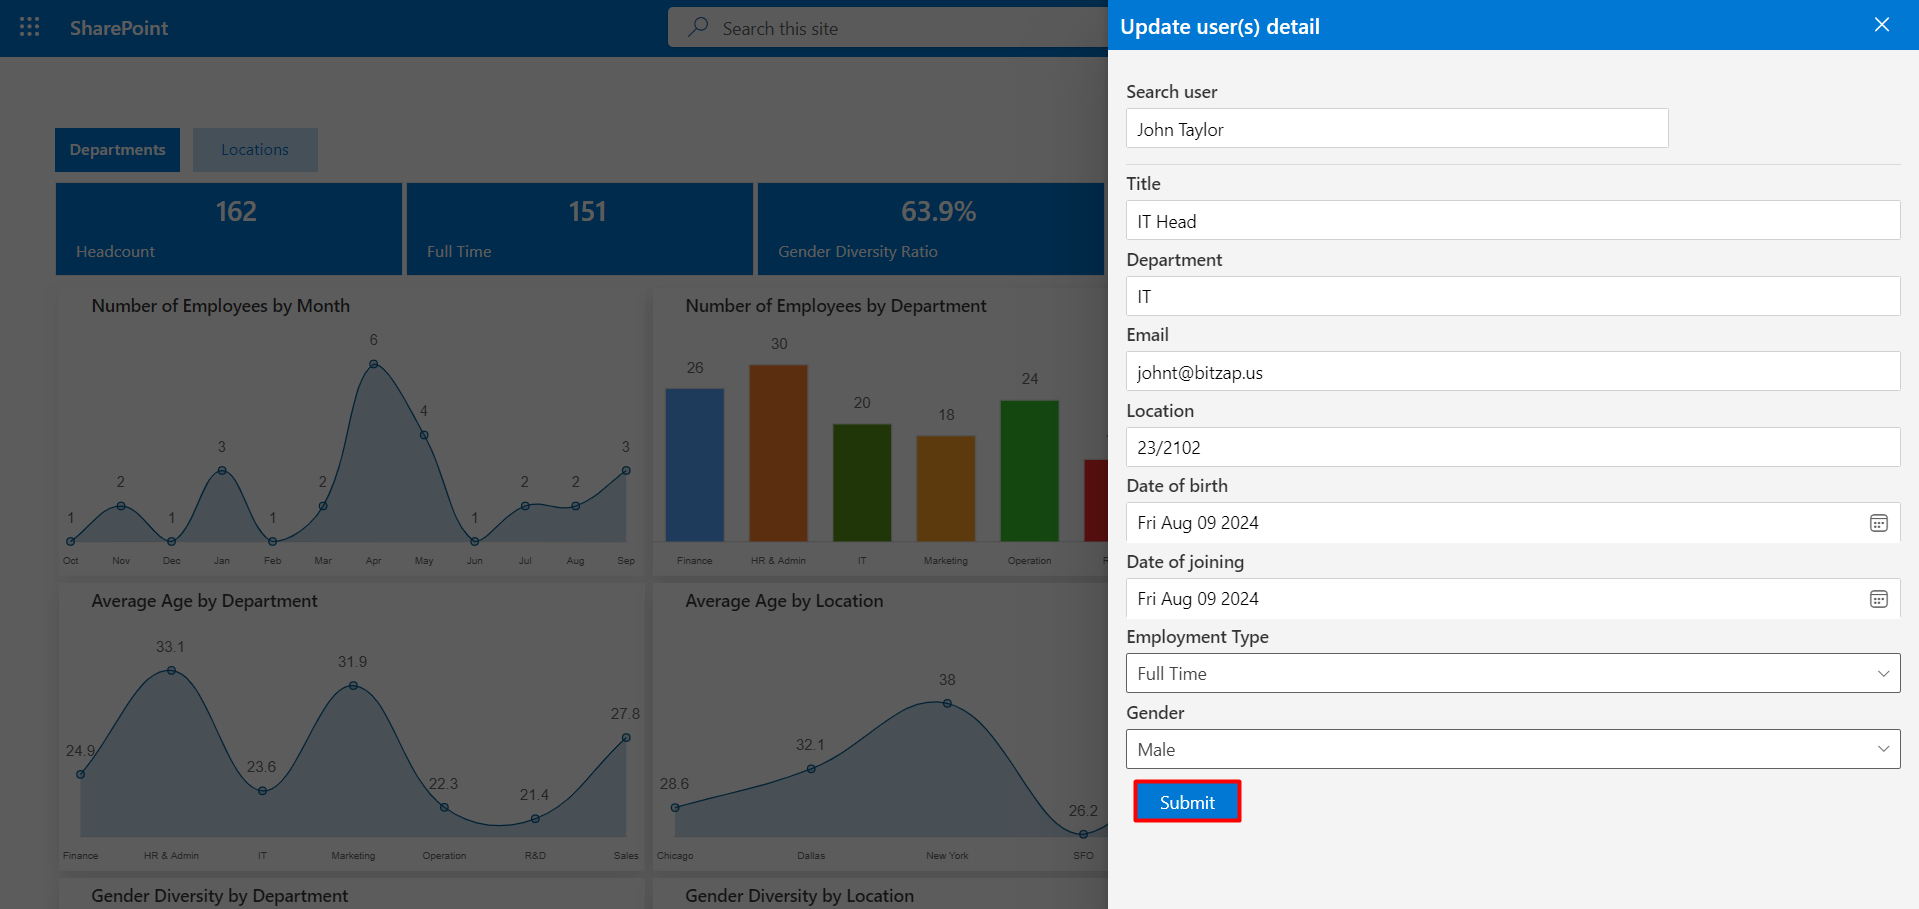 SharePoint
Search this site
Departments
Locations
162
Headcount
151
Full Time
63.9%
Gender Diversity Ratio
Number of Employees by Month
6
4
3
3
2
2
2
2
1
1
1
1
Oct Nov Dec Jan Feb Mar Apr May Jun Jul Aug Sep
Number of Employees by Department
30
26
24
20
18
Finance HR & Admin IT Marketing Operation R
Average Age by Department
33.1
31.9
27.8
24.9
23.6
22.3
21.4
Finance HR & Admin IT Marketing Operation R&D Sales
Average Age by Location
38
32.1
28.6
26.2
Chicago Dallas New York SFO
Gender Diversity by Department
Gender Diversity by Location
Update user(s) detail
Search user
John Taylor
Title
IT Head
Department
IT
Email
johnt@bitzap.us
Location
23/2102
Date of birth
Fri Aug 09 2024
Date of joining
Fri Aug 09 2024
Employment Type
Full Time
Gender
Male
Submit